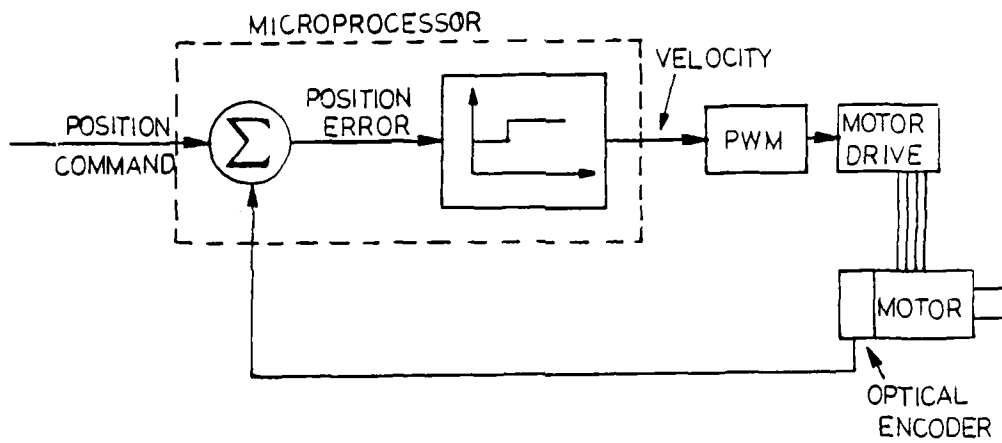 MICROPROCESSOR
VELOCITY
POSITION
COMMAND
Σ
POSITION
ERROR
PWM
MOTOR
DRIVE
MOTOR
OPTICAL
ENCODER